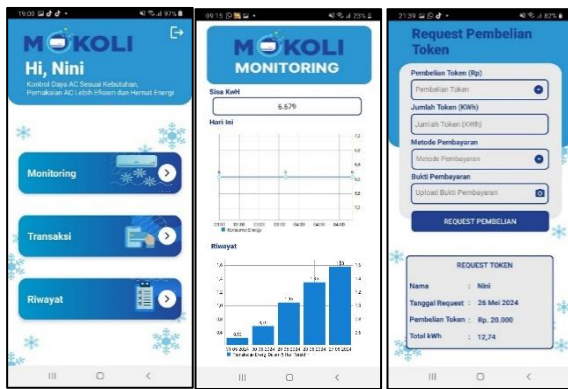 19:00
97%
MOKOLI
Hi, Nini
Kontrol Daya AC Sesuai Kebutuhan,
Pemakaian AC Lebih Efisien dan Hemat Energi
Monitoring
Transaksi
Riwayat
09:15
73%
MOKOLI
MONITORING
Sisa KwH
6.679
Hari Ini
Konsumsi Energy
Riwayat
21:39
82%
Request Pembelian
Token
Pembelian Token (Rp)
Pembelian Token
Jumlah Token (KWh)
Jumlah Token (KWh)
Metode Pembayaran
Metode Pembayaran
Bukti Pembayaran
Upload Bukti Pembayaran
REQUEST PEMBELIAN
REQUEST TOKEN
Nama : Nini
Tanggal Request : 26 Mei 2024
Pembelian Token : Rp. 20.000
Total kWh : 12,74